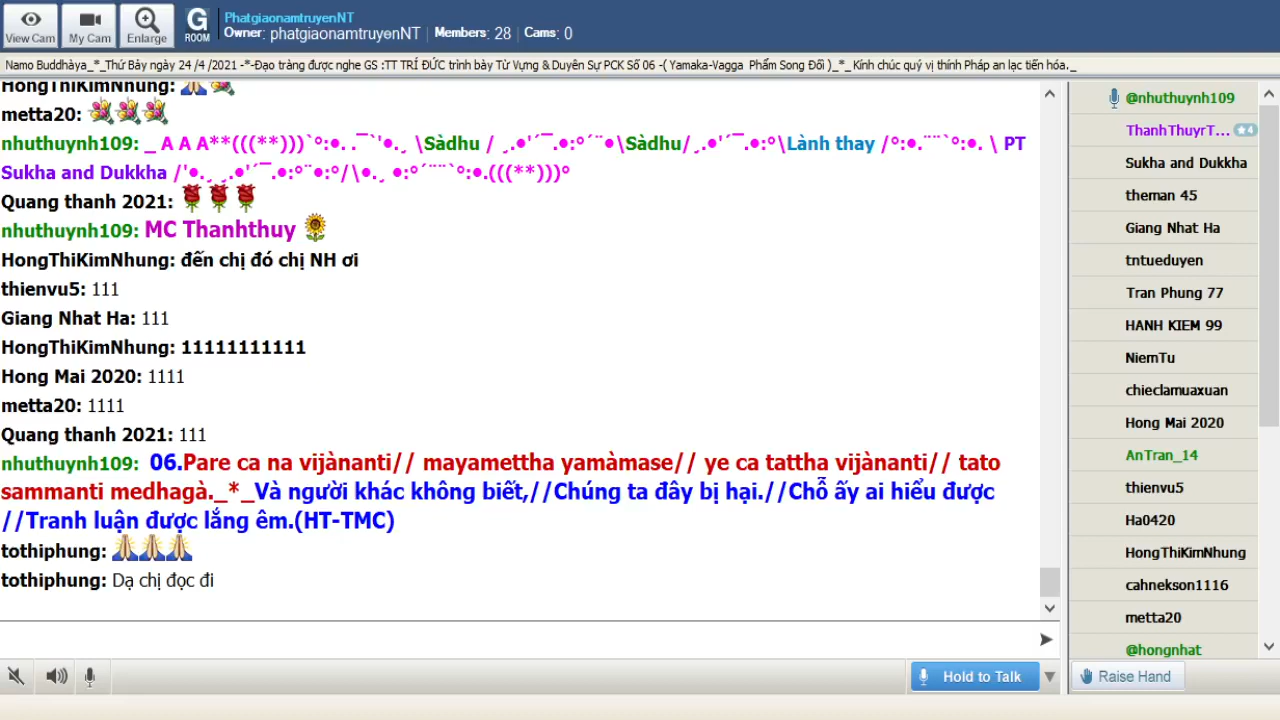 View Cam
My Cam
Enlarge
G
ROOM
PhatgiaonamtruyenNT
Owner: phatgiaonamtruyenNT | Members: 28 | Cams: 0
Namo Buddhàya_*_Thứ Bảy ngày 24 /4 /2021 -*-Đạo tràng được nghe GS :TT TRÍ ĐỨC trình bày Từ Vựng & Duyên Sự PCK Số 06 -( Yamaka-Vagga Phẩm Song Đối )_*_ Kính chúc quý vị thính Pháp an lạc tiến hóa._
HongThiKimNhung:
metta20:
nhuthuynh109: _ A A A**(((**)))`°:•. .¯`'•.¸ \Sàdhu / ¸.•'´¯.•:°´¨•\Sàdhu/¸.•'´¯.•:°\Lành thay /°:•.¨¨`°:•. \ PT
Sukha and Dukkha /'•.¸ ¸.•'´¯.•:°¨•:°/\•.¸ •:°´¨¨`°:•.(((**)))°
Quang thanh 2021:
nhuthuynh109: MC Thanhthuy
HongThiKimNhung: đến chị đó chị NH ơi
thienvu5: 111
Giang Nhat Ha: 111
HongThiKimNhung: 11111111111
Hong Mai 2020: 1111
metta20: 1111
Quang thanh 2021: 111
nhuthuynh109: 06.Pare ca na vijànanti// mayamettha yamàmase// ye ca tattha vijànanti// tato
sammanti medhagà._*_Và người khác không biết,//Chúng ta đây bị hại.//Chỗ ấy ai hiểu được
//Tranh luận được lắng êm.(HT-TMC)
tothiphung:
tothiphung: Dạ chị đọc đi
Hold to Talk
@nhuthuynh109
ThanhThuyrT... ★4
Sukha and Dukkha
theman 45
Giang Nhat Ha
tntueduyen
Tran Phung 77
HANH KIEM 99
NiemTu
chieclamuaxuan
Hong Mai 2020
AnTran_14
thienvu5
Ha0420
HongThiKimNhung
cahnekson1116
metta20
@hongnhat
Raise Hand